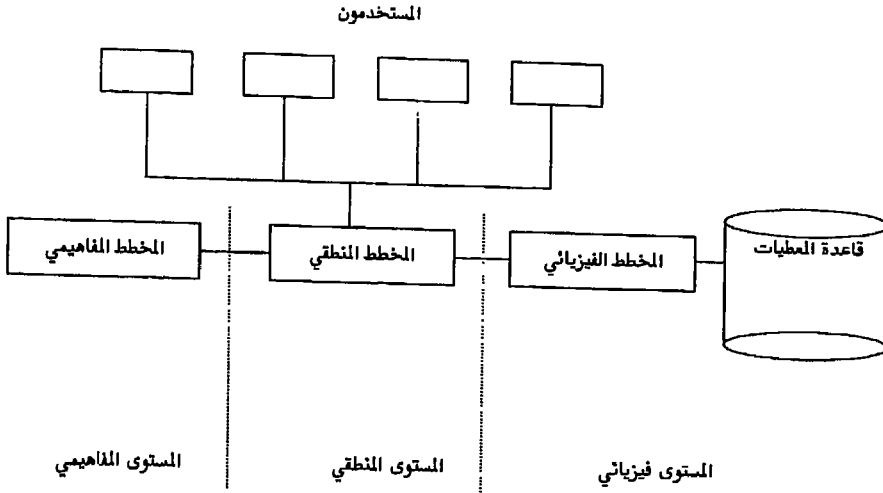 المستخدمون
المخطط المفاهيمي
المخطط المنطقي
المخطط الفيزيائي
قاعدة المعطيات
المستوى المفاهيمي
المستوى المنطقي
المستوى فيزيائي